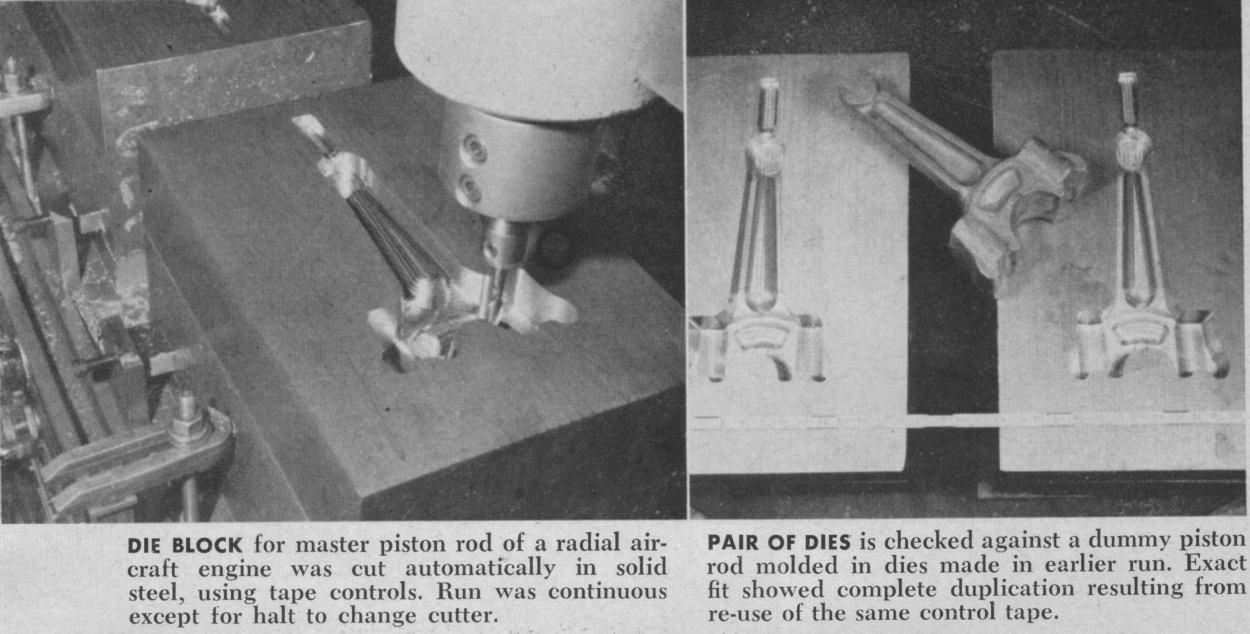 DIE BLOCK for master piston rod of a radial air-
craft engine was cut automatically in solid
steel, using tape controls. Run was continuous
except for halt to change cutter.
PAIR OF DIES is checked against a dummy piston
rod molded in dies made in earlier run. Exact
fit showed complete duplication resulting from
re-use of the same control tape.